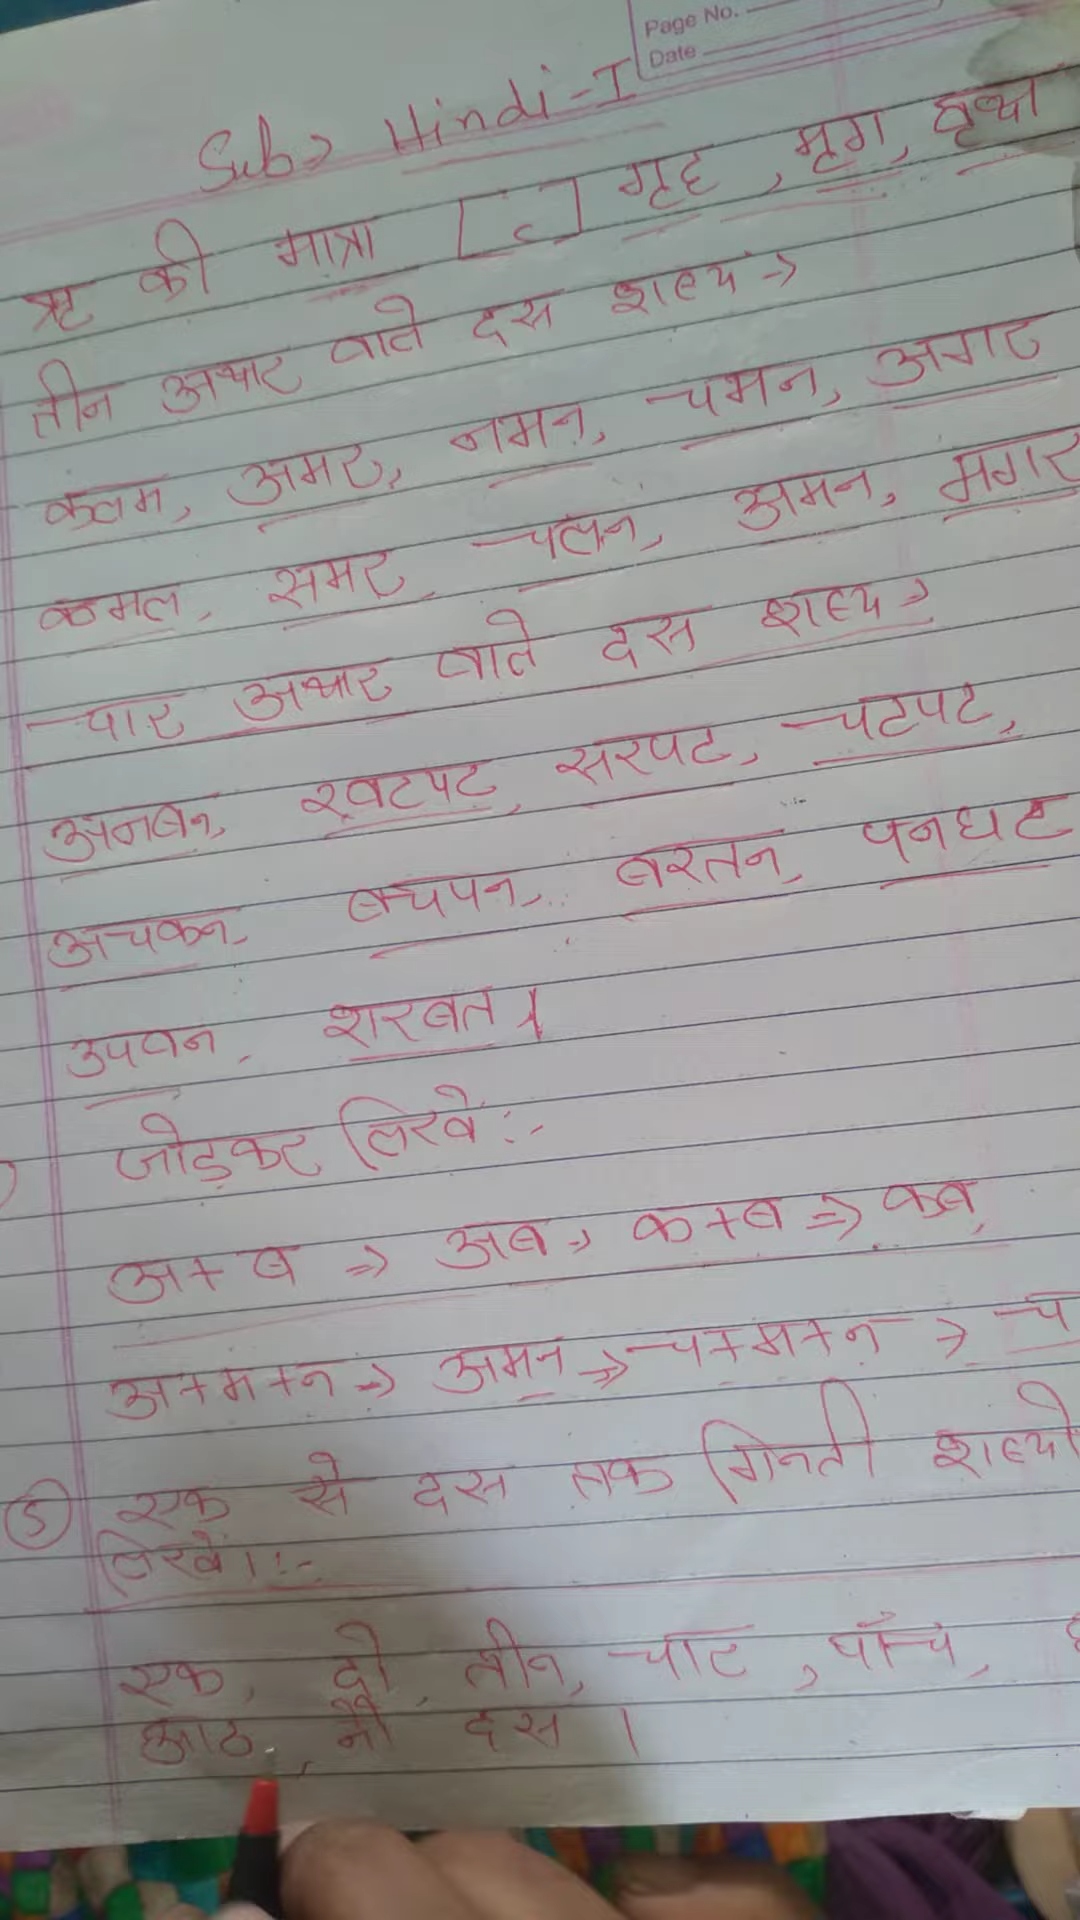 Page No.
Date
Sub→ Hindi-I
ऋ की मात्रा [ृ] गृह, मृग, वृथा
तीन अक्षर वाले दस शब्द →
कलम, अमर, नमन, चमन, अगर
कमल, समर, चलन, अमन, मगर
चार अक्षर वाले दस शब्द →
अनबन, खटपट, सरपट, चटपट,
अचकन, बचपन, बरतन, पनघट
उपवन, शरबत।
जोड़कर लिखें :-
अ+ब ⇒ अब, क+ब ⇒ कब,
अ+म+न → अमन ⇒ च+म+न → च
5 एक से दस तक गिनती शब्दो
लिखें। :-
एक, दो, तीन, चार, पाँच,
आठ, नौ दस ।